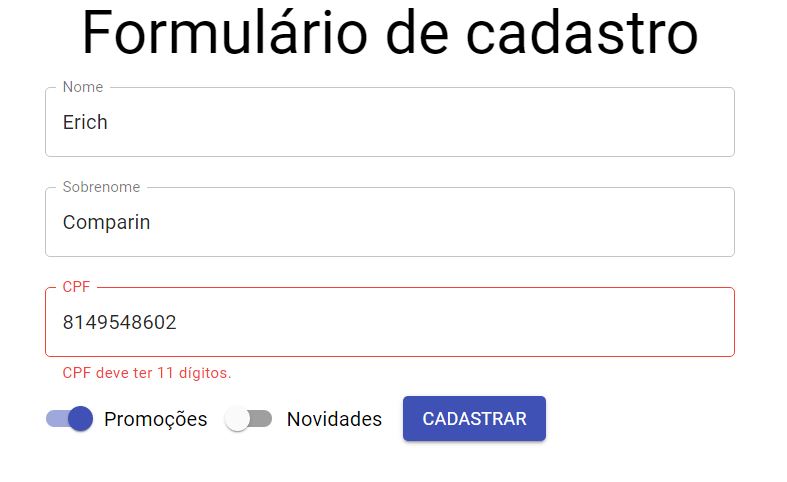 Formulário de cadastro
Nome
Erich
Sobrenome
Comparin
CPF
8149548602
CPF deve ter 11 dígitos.
Promoções Novidades CADASTRAR